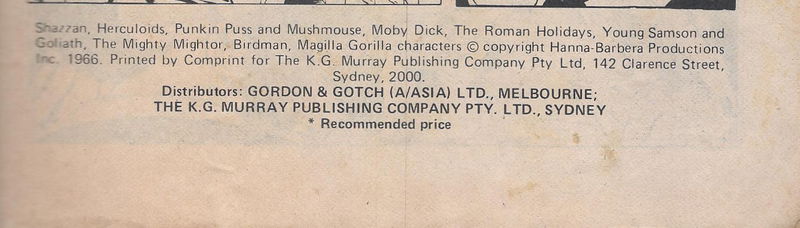 Shazzan, Herculoids, Punkin Puss and Mushmouse, Moby Dick, The Roman Holidays, Young Samson and
Goliath, The Mighty Mightor, Birdman, Magilla Gorilla characters © copyright Hanna-Barbera Productions
Inc. 1966. Printed by Comprint for The K.G. Murray Publishing Company Pty Ltd, 142 Clarence Street,
Sydney, 2000.
Distributors: GORDON & GOTCH (A/ASIA) LTD., MELBOURNE;
THE K.G. MURRAY PUBLISHING COMPANY PTY. LTD., SYDNEY
* Recommended price